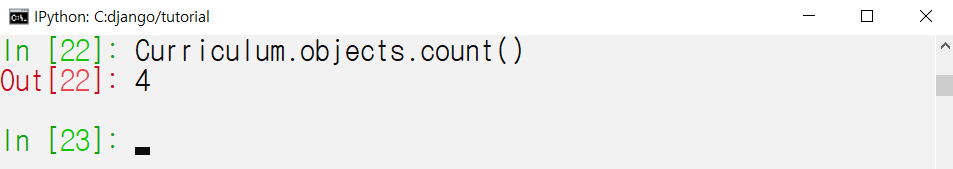 IPython: C:django/tutorial
In [22]: Curriculum.objects.count()
Out[22]: 4
In [23]: